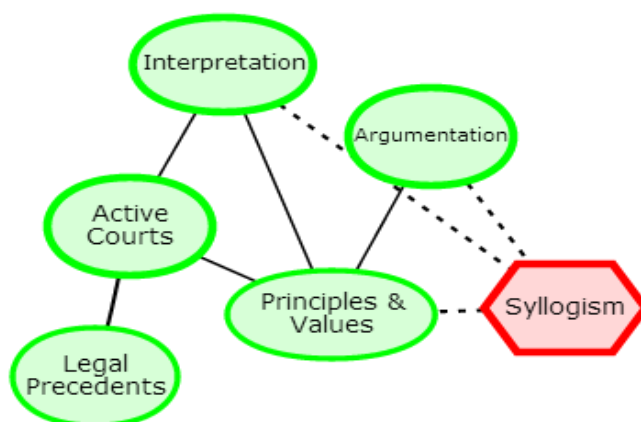 Interpretation
Argumentation
Active
Courts
Principles &
Values
Syllogism
Legal
Precedents